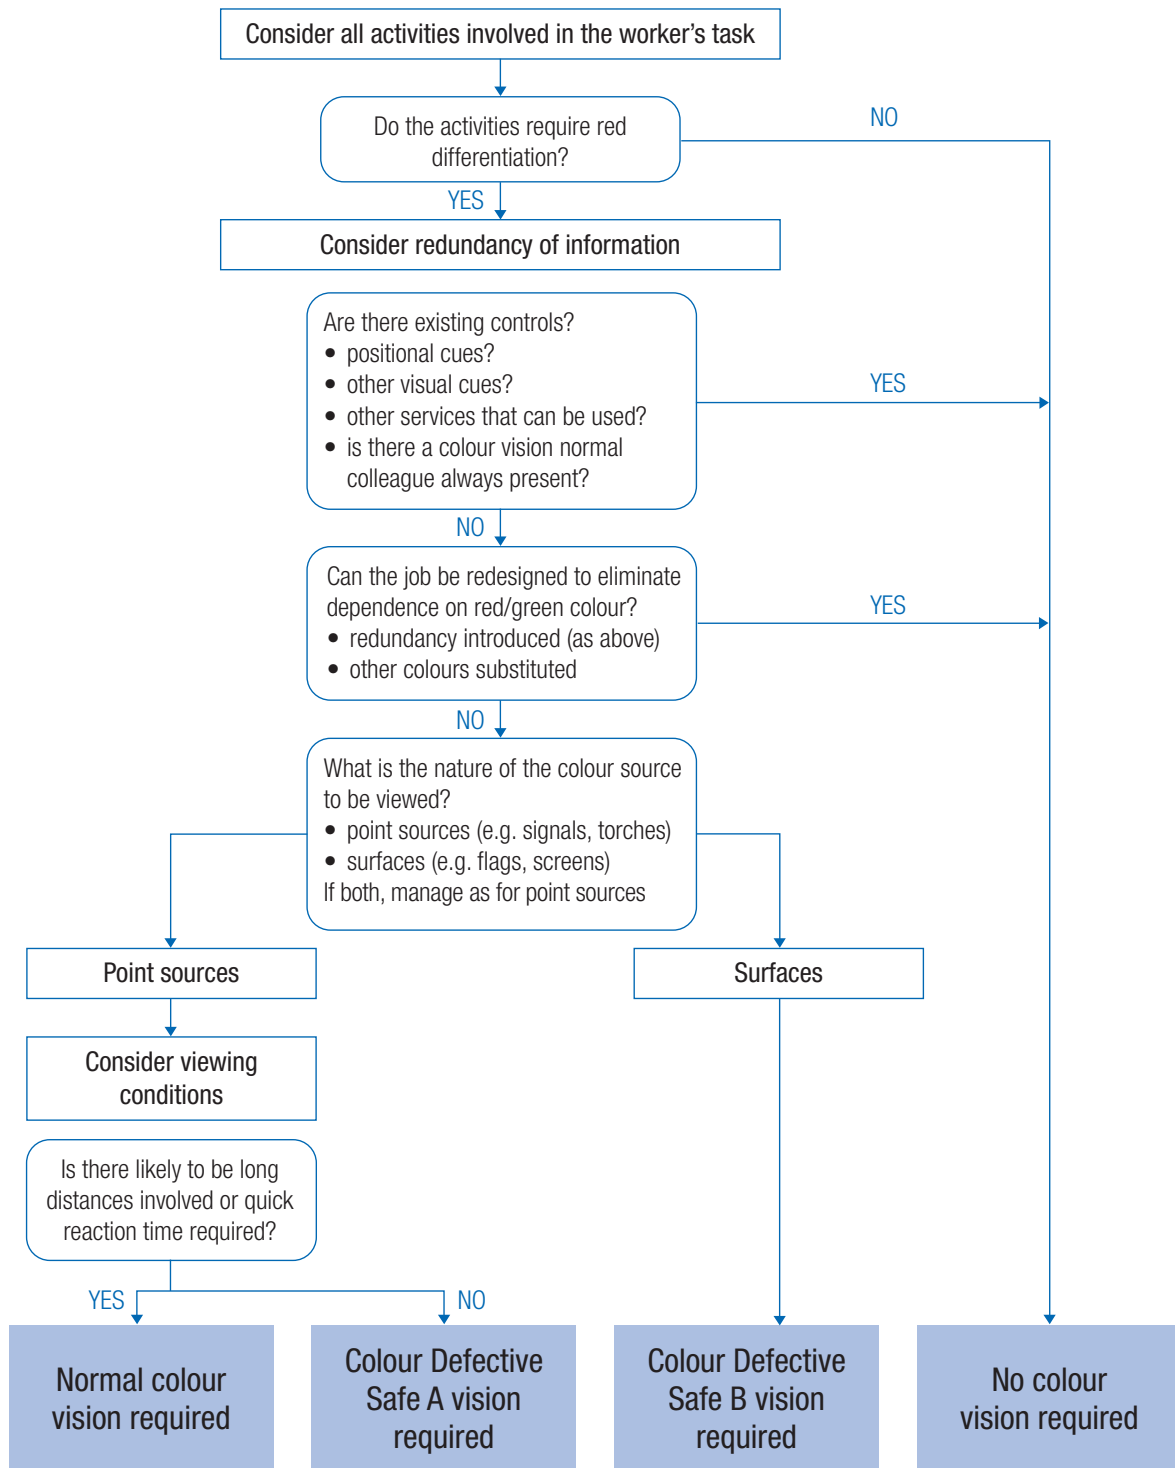 Consider all activities involved in the worker’s task
Do the activities require red
differentiation?
NO
YES
Consider redundancy of information
Are there existing controls?
• positional cues?
• other visual cues?
• other services that can be used?
• is there a colour vision normal
colleague always present?
YES
NO
Can the job be redesigned to eliminate
dependence on red/green colour?
• redundancy introduced (as above)
• other colours substituted
YES
NO
What is the nature of the colour source
to be viewed?
• point sources (e.g. signals, torches)
• surfaces (e.g. flags, screens)
If both, manage as for point sources
Point sources
Surfaces
Consider viewing
conditions
Is there likely to be long
distances involved or quick
reaction time required?
YES
NO
Normal colour
vision required
Colour Defective
Safe A vision
required
Colour Defective
Safe B vision
required
No colour
vision required